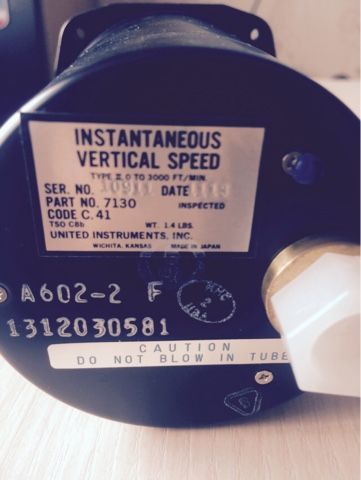 INSTANTANEOUS
VERTICAL SPEED
TYPE II, 0 TO 3000 FT/MIN.
SER. NO. DATE
PART NO. 7130 INSPECTED
CODE C. 41
TSO C8b WT. 1.4 LBS.
UNITED INSTRUMENTS, INC.
WICHITA, KANSAS MADE IN JAPAN
A602-2 F
1312030581
CAUTION
DO NOT BLOW IN TUBE